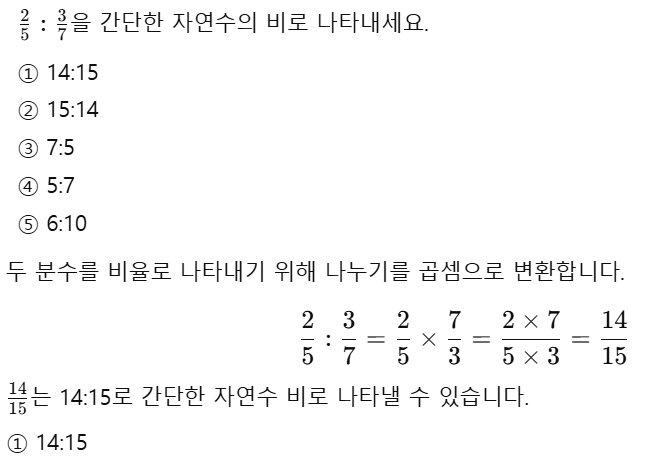 2/5 : 3/7을 간단한 자연수의 비로 나타내세요.
① 14:15
② 15:14
③ 7:5
④ 5:7
⑤ 6:10
두 분수를 비율로 나타내기 위해 나누기를 곱셈으로 변환합니다.
2/5 : 3/7 = 2/5 × 7/3 = (2 × 7)/(5 × 3) = 14/15
14/15는 14:15로 간단한 자연수 비로 나타낼 수 있습니다.
① 14:15